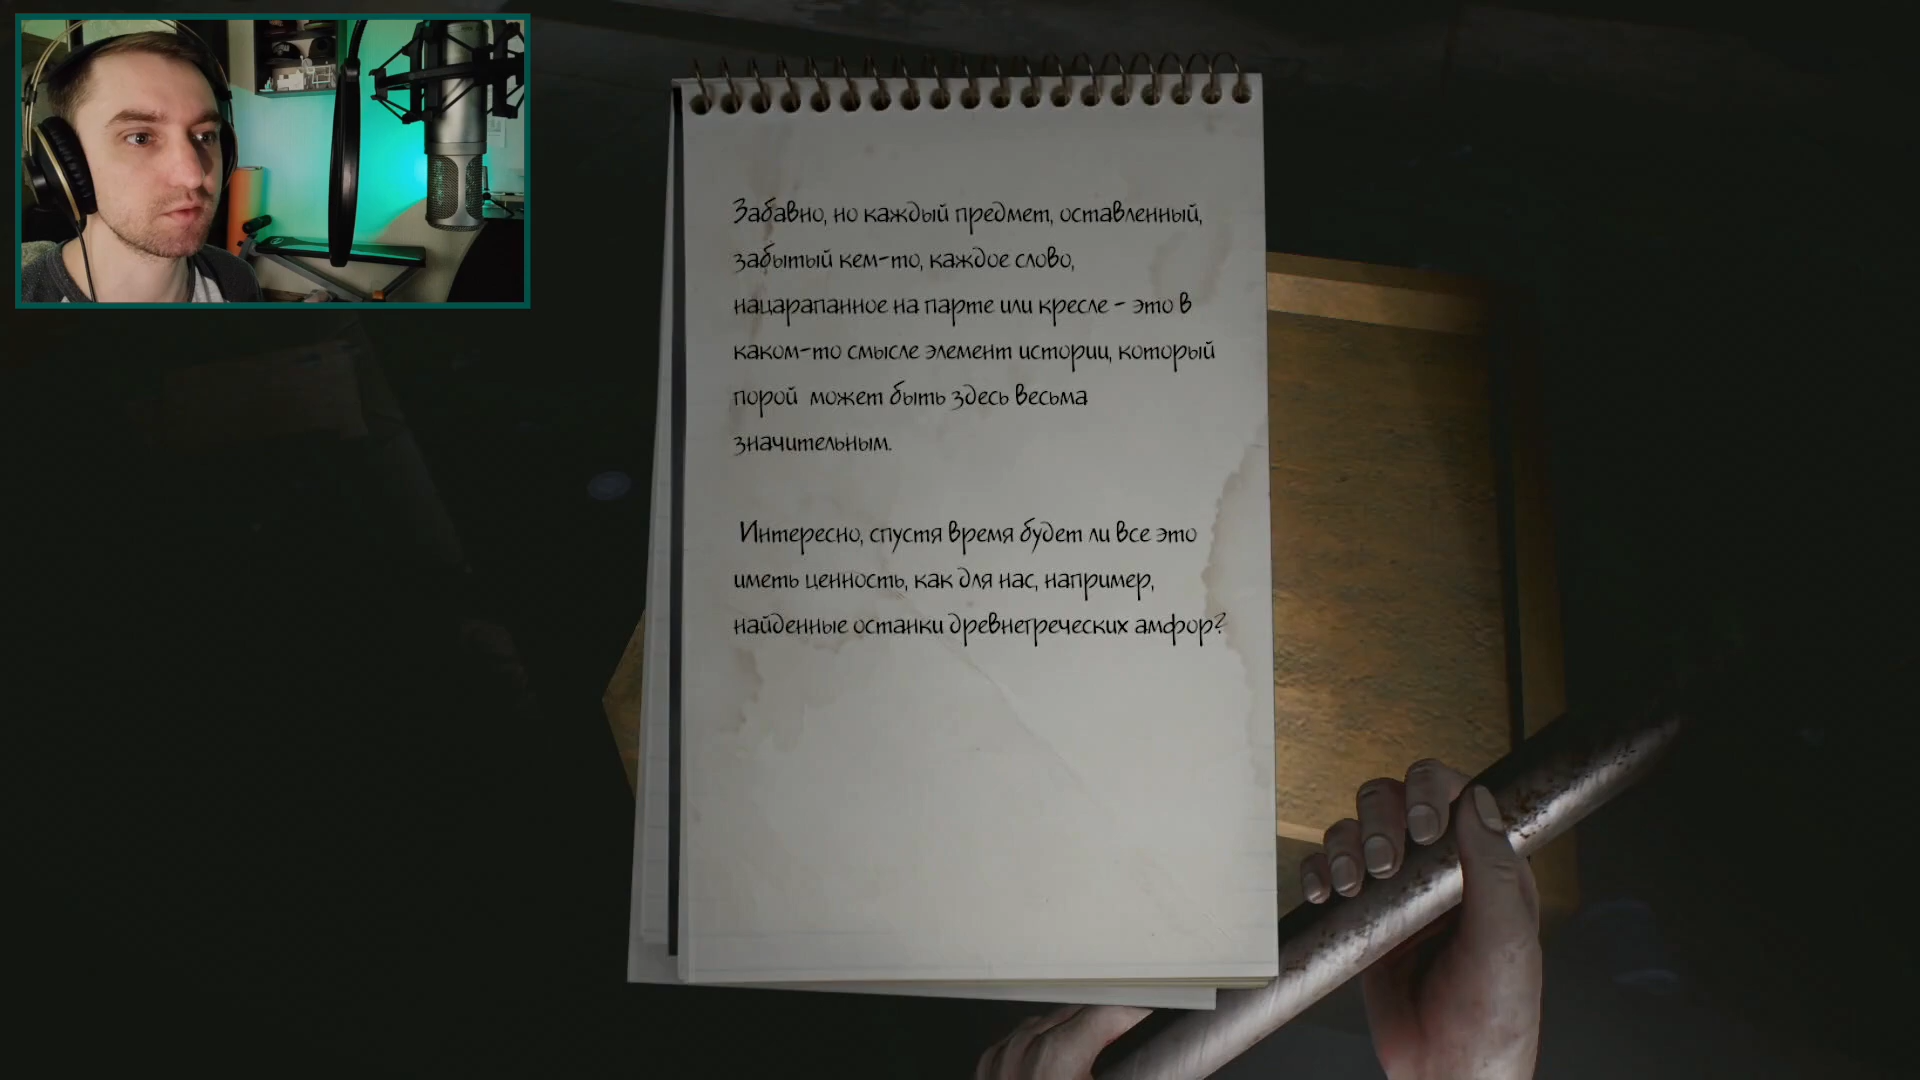 Забавно, но каждый предмет, оставленный,
забытый кем-то, каждое слово,
нацарапанное на парте или кресле - это в
каком-то смысле элемент истории, который
порой может быть здесь весьма
значительным.
Интересно, спустя время будет ли все это
иметь ценность, как для нас, например,
найденные останки древнегреческих амфор?